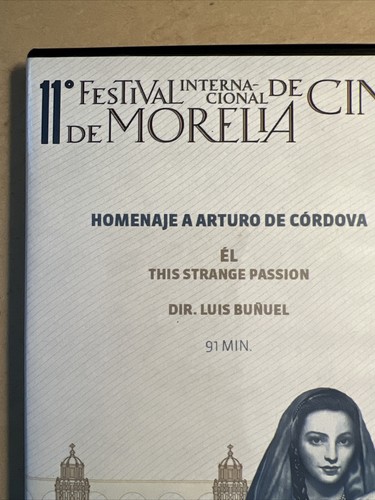 11° FESTIVAL INTERNA-CIONAL DE CIN
DE MORELIA
HOMENAJE A ARTURO DE CÓRDOVA
ÉL
THIS STRANGE PASSION
DIR. LUIS BUÑUEL
91 MIN.